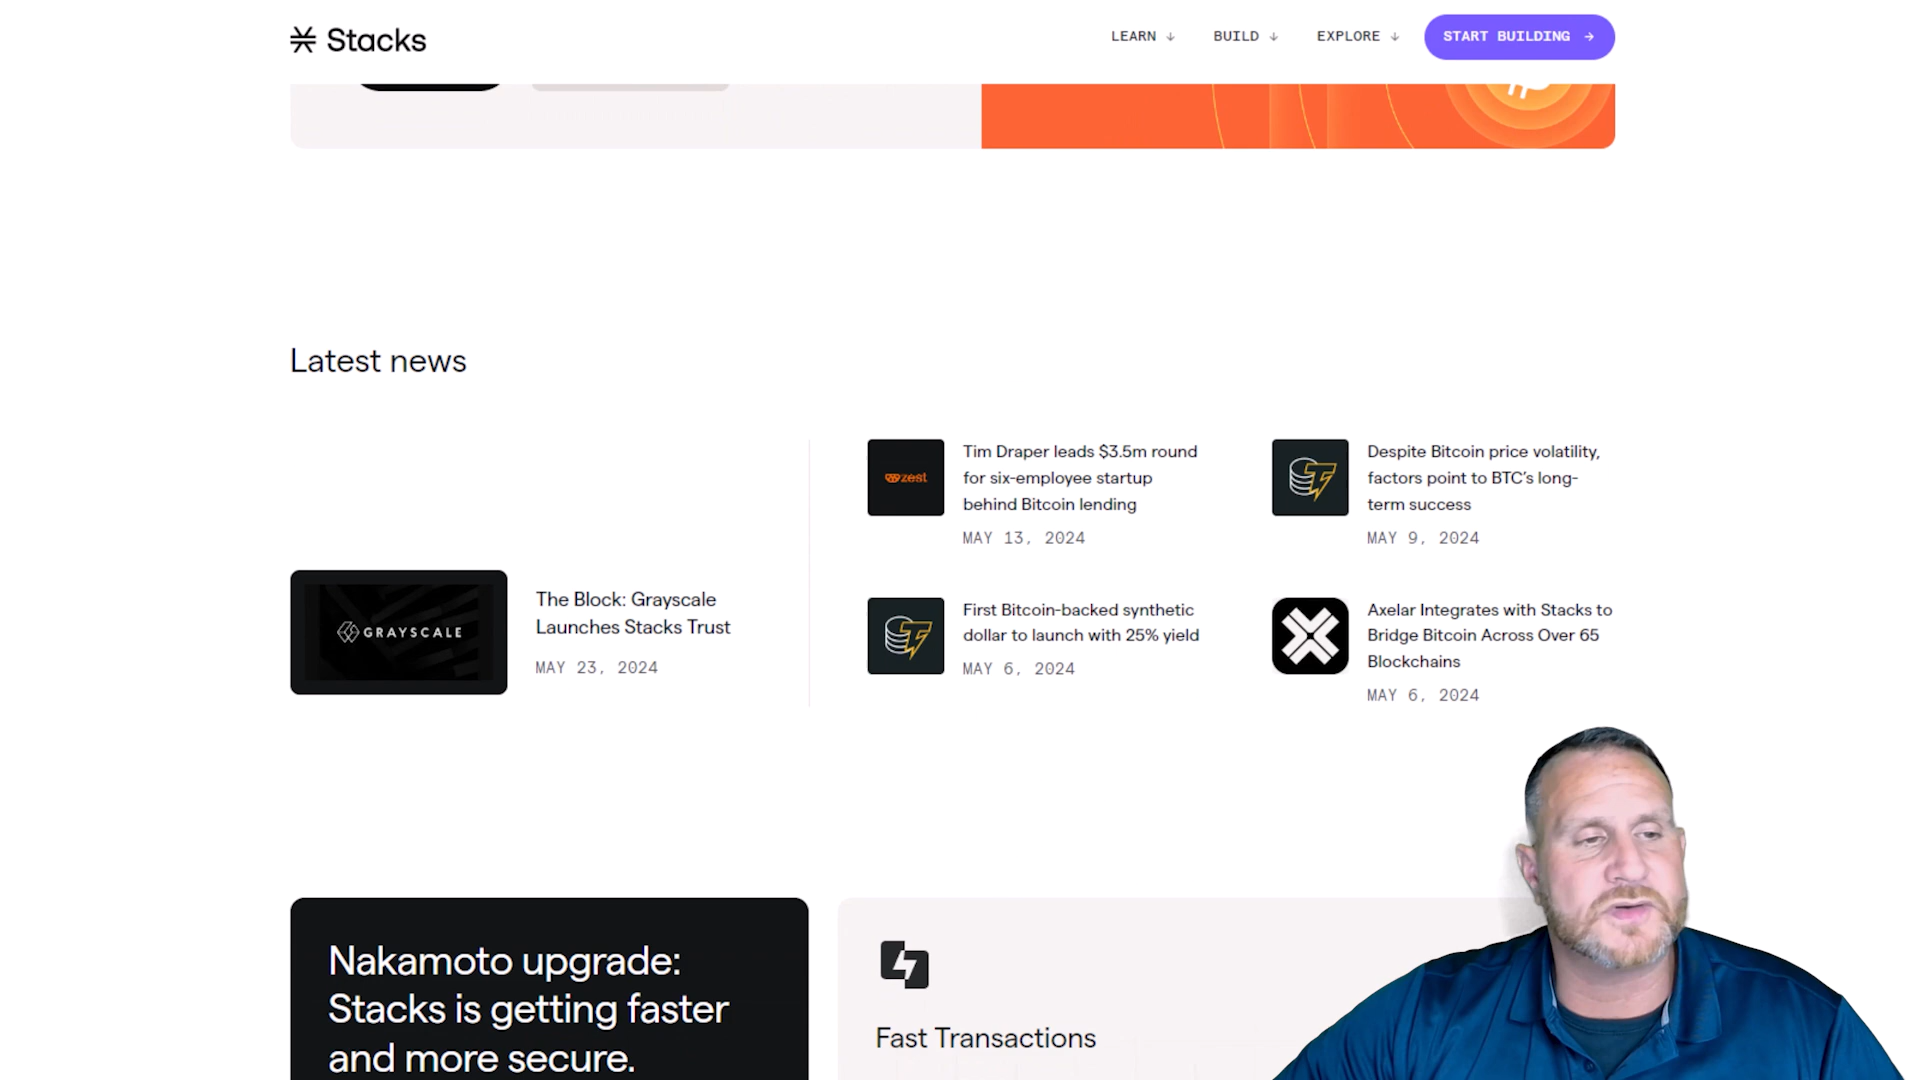 Stacks
LEARN ↓
BUILD ↓
EXPLORE ↓
START BUILDING →
Latest news
GRAYSCALE
The Block: Grayscale
Launches Stacks Trust
MAY 23, 2024
zest
Tim Draper leads $3.5m round
for six-employee startup
behind Bitcoin lending
MAY 13, 2024
Despite Bitcoin price volatility,
factors point to BTC’s long-
term success
MAY 9, 2024
First Bitcoin-backed synthetic
dollar to launch with 25% yield
MAY 6, 2024
Axelar Integrates with Stacks to
Bridge Bitcoin Across Over 65
Blockchains
MAY 6, 2024
Nakamoto upgrade:
Stacks is getting faster
and more secure.
Fast Transactions